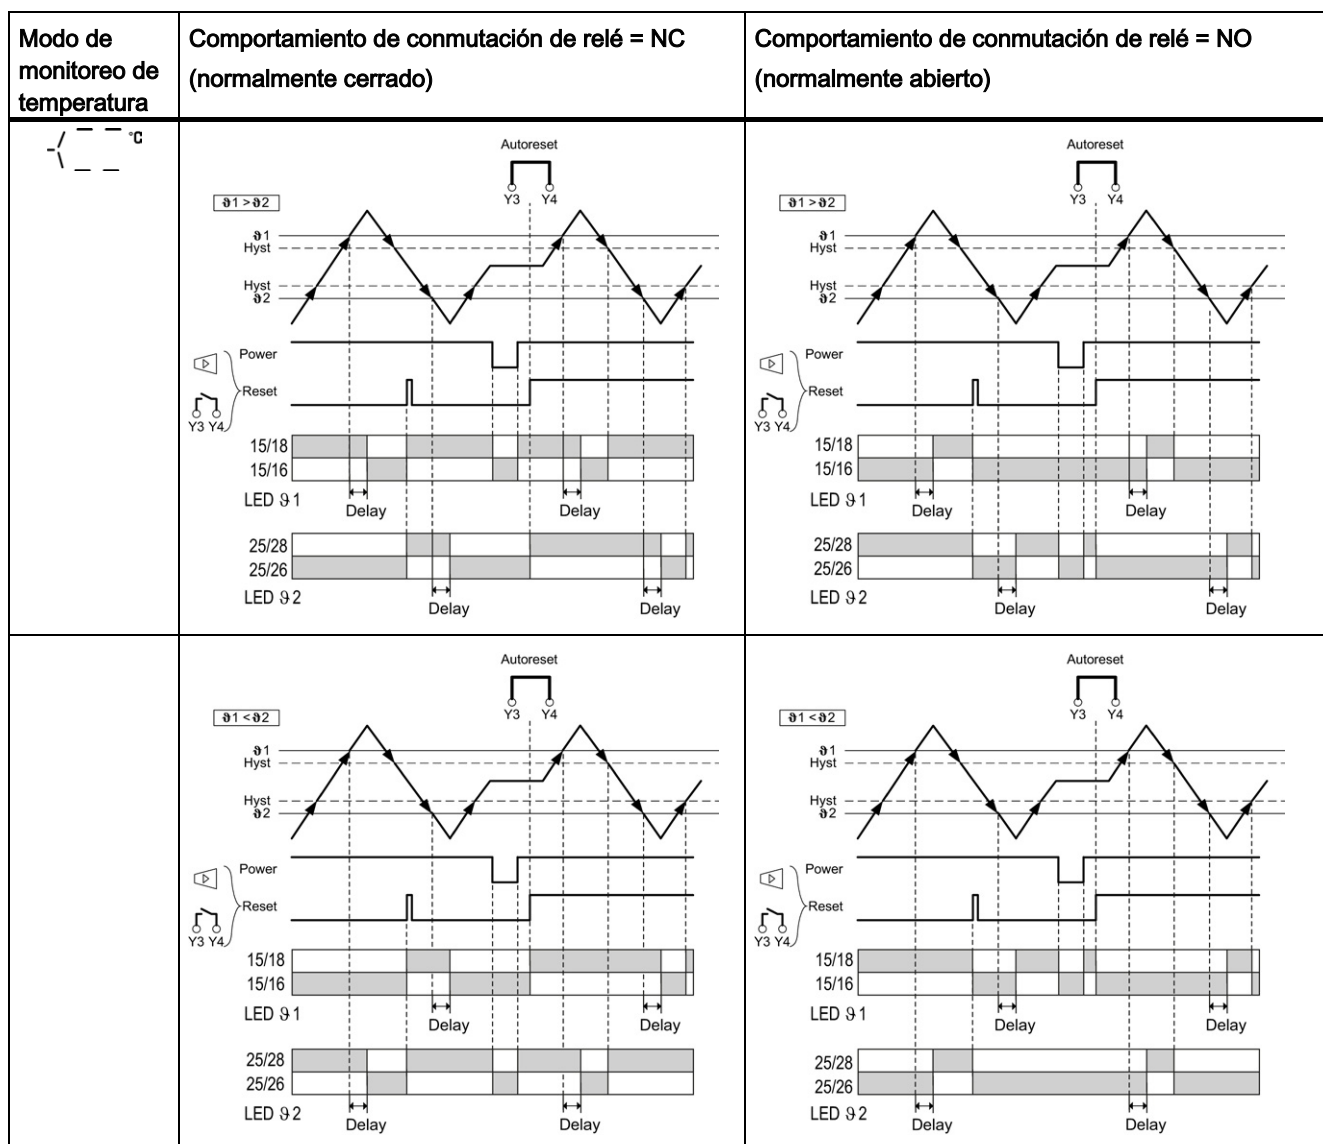 Modo de
monitoreo de
temperatura
Comportamiento de conmutación de relé = NC
(normalmente cerrado)
Comportamiento de conmutación de relé = NO
(normalmente abierto)
°C
Autoreset
Y3 Y4
ϑ1 > ϑ2
ϑ1
Hyst
Hyst
ϑ2
Power
Reset
Y3 Y4
15/18
15/16
LED ϑ1
Delay Delay
25/28
25/26
LED ϑ2
Delay Delay
Autoreset
Y3 Y4
ϑ1 > ϑ2
ϑ1
Hyst
Hyst
ϑ2
Power
Reset
Y3 Y4
15/18
15/16
LED ϑ1
Delay Delay
25/28
25/26
LED ϑ2
Delay Delay
Autoreset
Y3 Y4
ϑ1 < ϑ2
ϑ1
Hyst
Hyst
ϑ2
Power
Reset
Y3 Y4
15/18
15/16
LED ϑ1
Delay Delay
25/28
25/26
LED ϑ2
Delay Delay
Autoreset
Y3 Y4
ϑ1 < ϑ2
ϑ1
Hyst
Hyst
ϑ2
Power
Reset
Y3 Y4
15/18
15/16
LED ϑ1
Delay Delay
25/28
25/26
LED ϑ2
Delay Delay